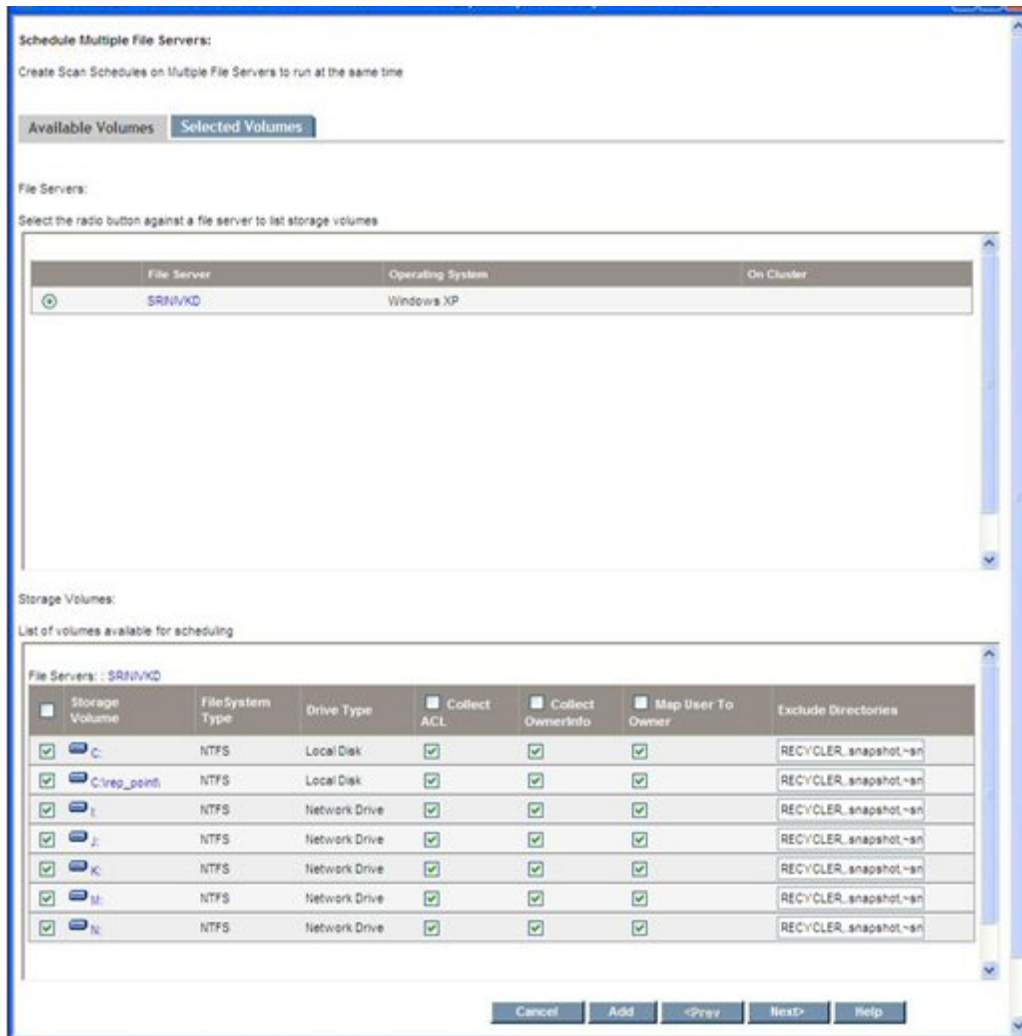 Schedule Multiple File Servers:
Create Scan Schedules on Multiple File Servers to run at the same time
Available Volumes Selected Volumes
File Servers:
Select the radio button against a file server to list storage volumes
File Server Operating System On Cluster
SRINIVKD Windows XP
Storage Volumes:
List of volumes available for scheduling
File Servers: : SRINIVKD
Storage Volume FileSystem Type Drive Type Collect ACL Collect OwnerInfo Map User To Owner Exclude Directories
C: NTFS Local Disk RECYCLER,.snapshot,~sn
C:\rep_point\ NTFS Local Disk RECYCLER,.snapshot,~sn
I: NTFS Network Drive RECYCLER,.snapshot,~sn
J: NTFS Network Drive RECYCLER,.snapshot,~sn
K: NTFS Network Drive RECYCLER,.snapshot,~sn
M: NTFS Network Drive RECYCLER,.snapshot,~sn
N: NTFS Network Drive RECYCLER,.snapshot,~sn
Cancel Add <Prev Next> Help